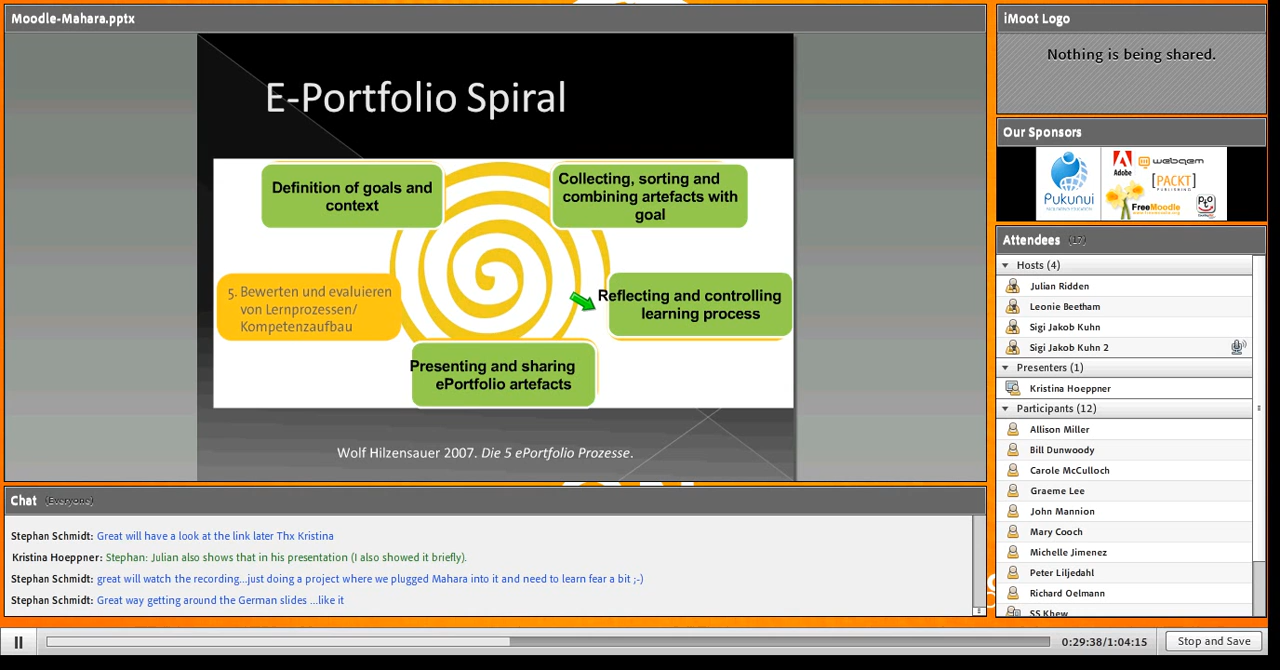 Moodle-Mahara.pptx
E-Portfolio Spiral
Definition of goals and
context
Collecting, sorting and
combining artefacts with
goal
5. Bewerten und evaluieren
von Lernprozessen/
Kompetenzaufbau
Reflecting and controlling
learning process
Presenting and sharing
ePortfolio artefacts
Wolf Hilzensauer 2007. Die 5 ePortfolio Prozesse.
Chat (Everyone)
Stephan Schmidt: Great will have a look at the link later Thx Kristina
Kristina Hoeppner: Stephan: Julian also shows that in his presentation (I also showed it briefly).
Stephan Schmidt: great will watch the recording...just doing a project where we plugged Mahara into it and need to learn fear a bit ;-)
Stephan Schmidt: Great way getting around the German slides ...like it
iMoot Logo
Nothing is being shared.
Our Sponsors
Pukunui
Adobe
webgem
[PACKT]
PUBLISHING
FreeMoodle
Attendees (17)
Hosts (4)
Julian Ridden
Leonie Beetham
Sigi Jakob Kuhn
Sigi Jakob Kuhn 2
Presenters (1)
Kristina Hoeppner
Participants (12)
Allison Miller
Bill Dunwoody
Carole McCulloch
Graeme Lee
John Mannion
Mary Cooch
Michelle Jimenez
Peter Liljedahl
Richard Oelmann
SS Khew
0:29:38/1:04:15
Stop and Save